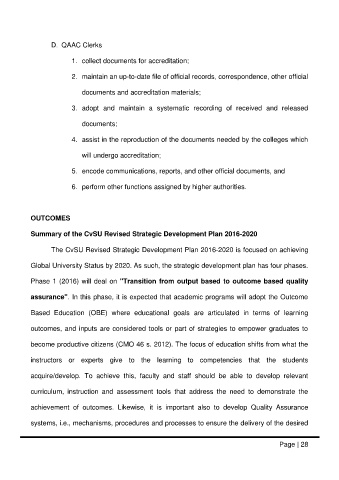 D. QAAC Clerks
1. collect documents for accreditation;
2. maintain an up-to-date file of official records, correspondence, other official
documents and accreditation materials;
3. adopt and maintain a systematic recording of received and released
documents;
4. assist in the reproduction of the documents needed by the colleges which
will undergo accreditation;
5. encode communications, reports, and other official documents, and
6. perform other functions assigned by higher authorities.
OUTCOMES
Summary of the CvSU Revised Strategic Development Plan 2016-2020
The CvSU Revised Strategic Development Plan 2016-2020 is focused on achieving
Global University Status by 2020. As such, the strategic development plan has four phases.
Phase 1 (2016) will deal on "Transition from output based to outcome based quality
assurance". In this phase, it is expected that academic programs will adopt the Outcome
Based Education (OBE) where educational goals are articulated in terms of learning
outcomes, and inputs are considered tools or part of strategies to empower graduates to
become productive citizens (CMO 46 s. 2012). The focus of education shifts from what the
instructors or experts give to the learning to competencies that the students
acquire/develop. To achieve this, faculty and staff should be able to develop relevant
curriculum, instruction and assessment tools that address the need to demonstrate the
achievement of outcomes. Likewise, it is important also to develop Quality Assurance
systems, i.e., mechanisms, procedures and processes to ensure the delivery of the desired
Page | 28